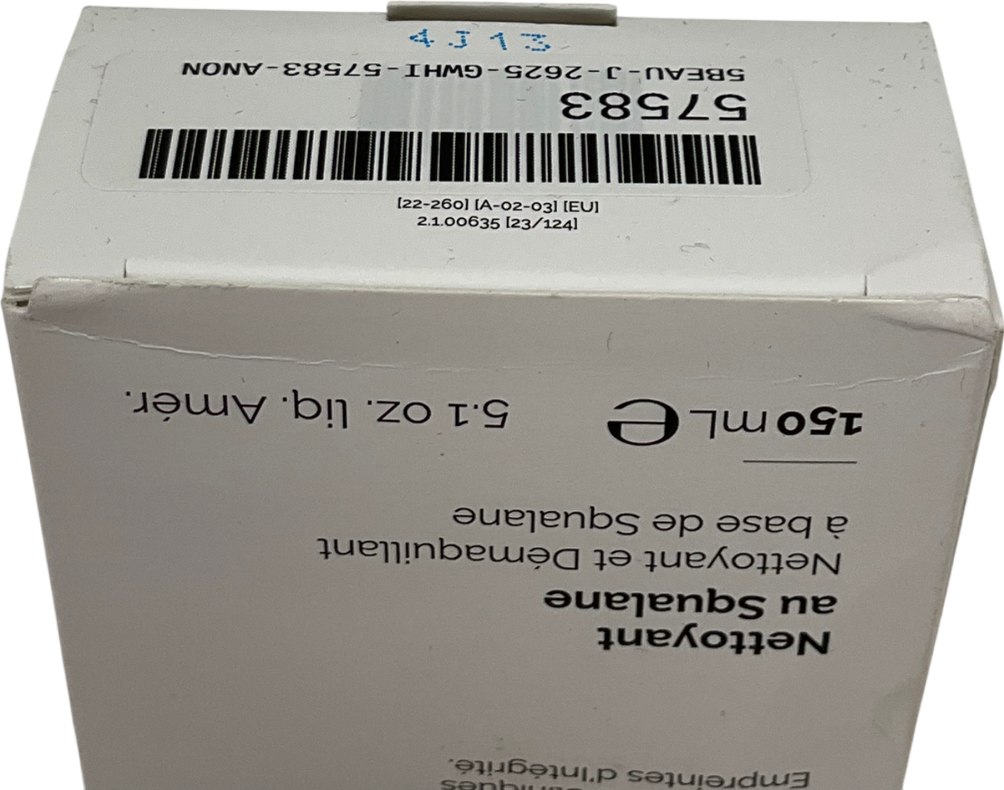 4J13
5BEAU-J-2625-GWHI-57583-ANON
57583
[22-260] [A-02-03] [EU]
2.1.00635 [23/124]
Empreintes d'Intégrité.
Nettoyant
au Squalane
Nettoyant et Démaquillant
à base de Squalane
150 mL ℮ 5.1 oz. liq. Amér.